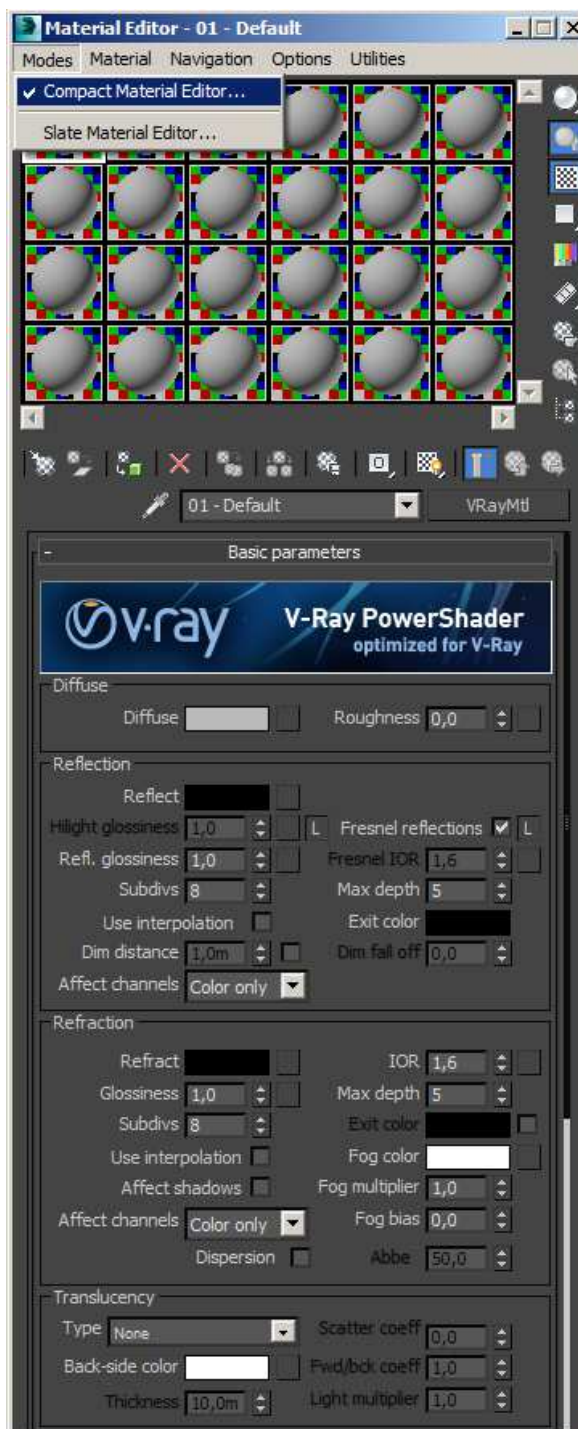 Material Editor - 01 - Default
Modes Material Navigation Options Utilities
Compact Material Editor...
Slate Material Editor...
01 - Default VRayMtl
- Basic parameters
v·ray V-Ray PowerShader
optimized for V-Ray
Diffuse
Diffuse Roughness 0,0
Reflection
Reflect
Hilight glossiness 1,0 L Fresnel reflections L
Refl. glossiness 1,0 Fresnel IOR 1,6
Subdivs 8 Max depth 5
Use interpolation Exit color
Dim distance 1,0m Dim fall off 0,0
Affect channels Color only
Refraction
Refract IOR 1,6
Glossiness 1,0 Max depth 5
Subdivs 8 Exit color
Use interpolation Fog color
Affect shadows Fog multiplier 1,0
Affect channels Color only Fog bias 0,0
Dispersion Abbe 50,0
Translucency
Type None Scatter coeff 0,0
Back-side color Fwd/bck coeff 1,0
Thickness 10,0m Light multiplier 1,0